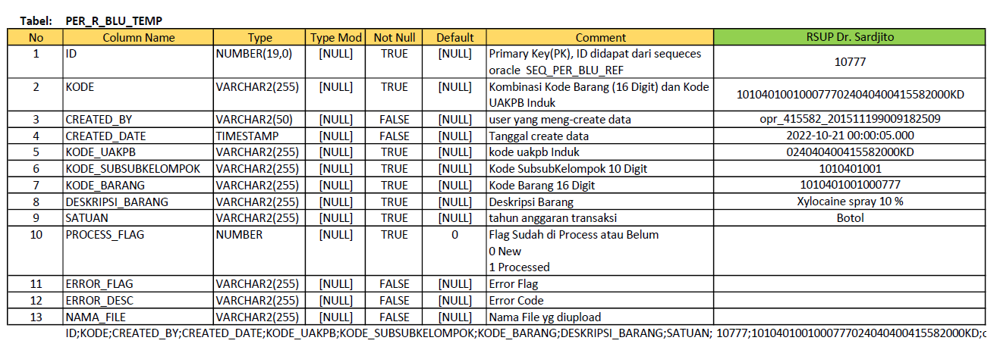 Tabel: PER_R_BLU_TEMP
No Column Name Type Type Mod Not Null Default Comment RSUP Dr. Sardjito
1 ID NUMBER(19,0) [NULL] TRUE [NULL] Primary Key(PK), ID didapat dari sequeces 10777
oracle SEQ_PER_BLU_REF
2 KODE VARCHAR2(255) [NULL] TRUE [NULL] Kombinasi Kode Barang (16 Digit) dan Kode 1010401001000777024040400415582000KD
UAKPB Induk
3 CREATED_BY VARCHAR2(50) [NULL] FALSE [NULL] user yang meng-create data opr_415582_201511199009182509
4 CREATED_DATE TIMESTAMP [NULL] FALSE [NULL] Tanggal create data 2022-10-21 00:00:05.000
5 KODE_UAKPB VARCHAR2(255) [NULL] TRUE [NULL] kode uakpb Induk 024040400415582000KD
6 KODE_SUBSUBKELOMPOK VARCHAR2(255) [NULL] TRUE [NULL] Kode SubsubKelompok 10 Digit 1010401001
7 KODE_BARANG VARCHAR2(255) [NULL] TRUE [NULL] Kode Barang 16 Digit 1010401001000777
8 DESKRIPSI_BARANG VARCHAR2(255) [NULL] TRUE [NULL] Deskripsi Barang Xylocaine spray 10 %
9 SATUAN VARCHAR2(255) [NULL] TRUE [NULL] tahun anggaran transaksi Botol
10 PROCESS_FLAG NUMBER [NULL] TRUE 0 Flag Sudah di Process atau Belum
0 New
1 Processed
11 ERROR_FLAG VARCHAR2(255) [NULL] FALSE [NULL] Error Flag
12 ERROR_DESC VARCHAR2(255) [NULL] FALSE [NULL] Error Code
13 NAMA_FILE VARCHAR2(255) [NULL] FALSE [NULL] Nama File yg diupload
ID;KODE;CREATED_BY;CREATED_DATE;KODE_UAKPB;KODE_SUBSUBKELOMPOK;KODE_BARANG;DESKRIPSI_BARANG;SATUAN; 10777;1010401001000777024040400415582000KD;